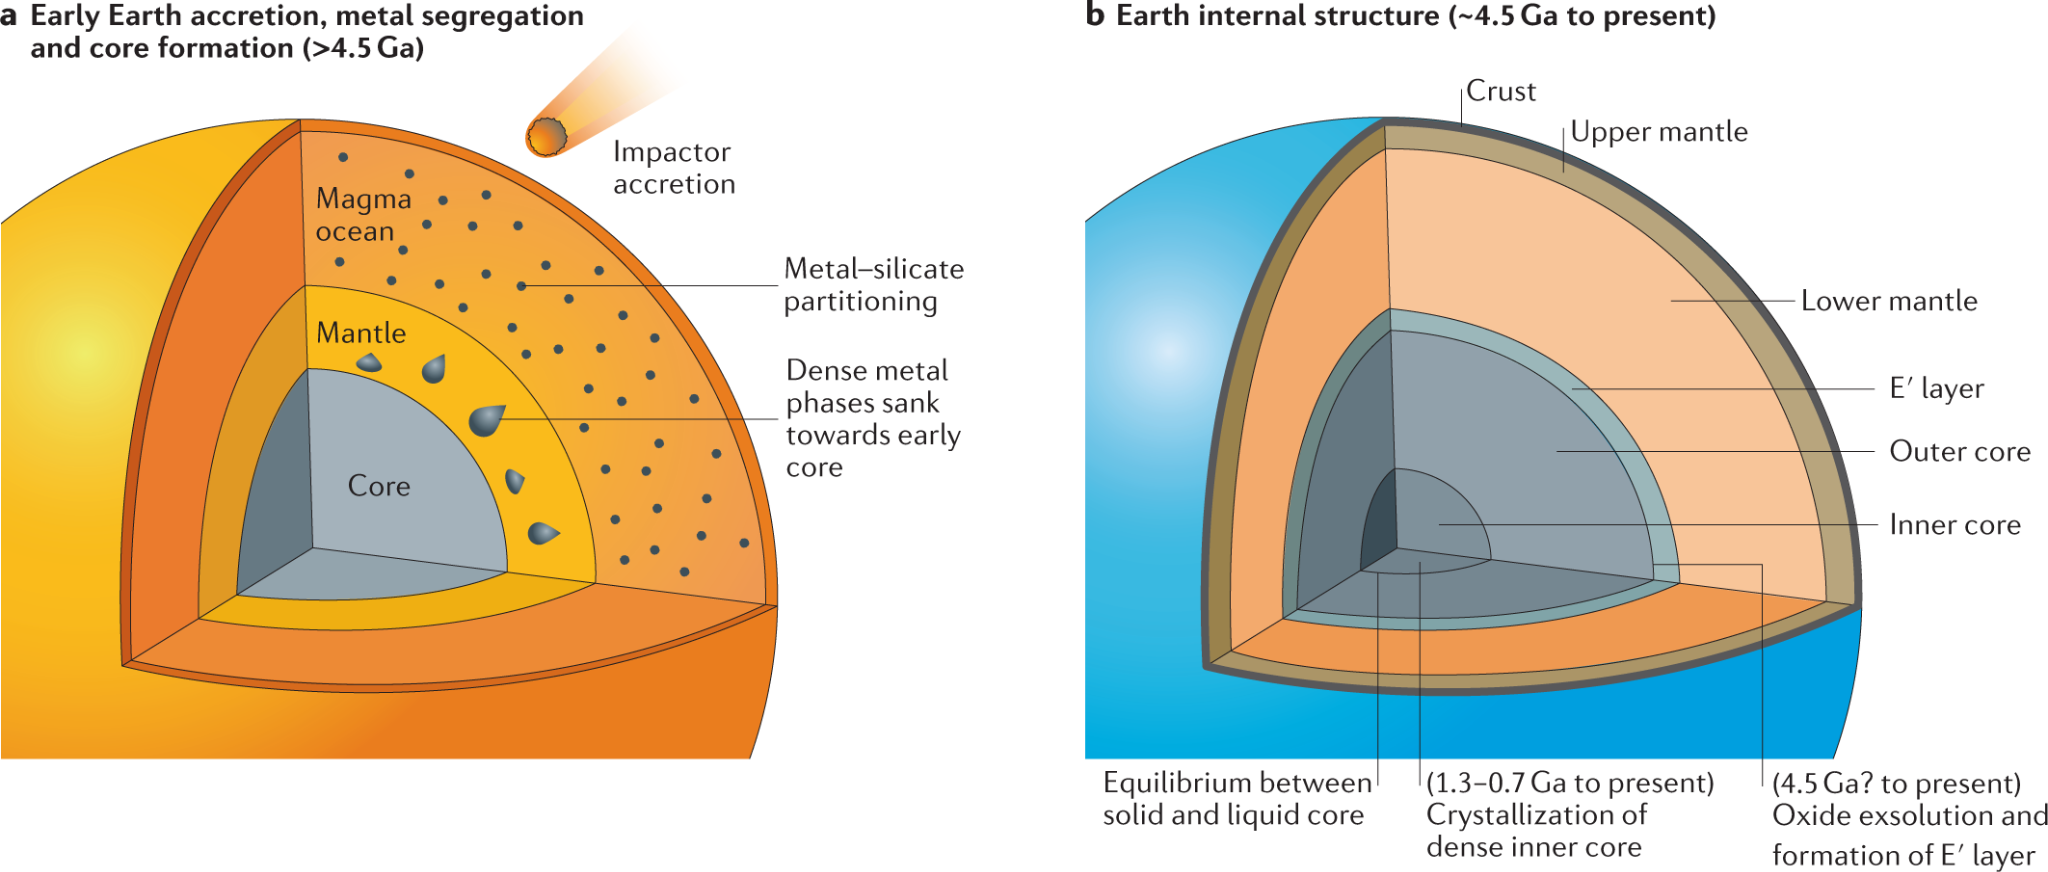 a Early Earth accretion, metal segregation
and core formation (>4.5 Ga)
Impactor
accretion
Magma
ocean
Metal–silicate
partitioning
Mantle
Dense metal
phases sank
towards early
core
Core
b Earth internal structure (~4.5 Ga to present)
Crust
Upper mantle
Lower mantle
E′ layer
Outer core
Inner core
Equilibrium between
solid and liquid core
(1.3–0.7 Ga to present)
Crystallization of
dense inner core
(4.5 Ga? to present)
Oxide exsolution and
formation of E′ layer